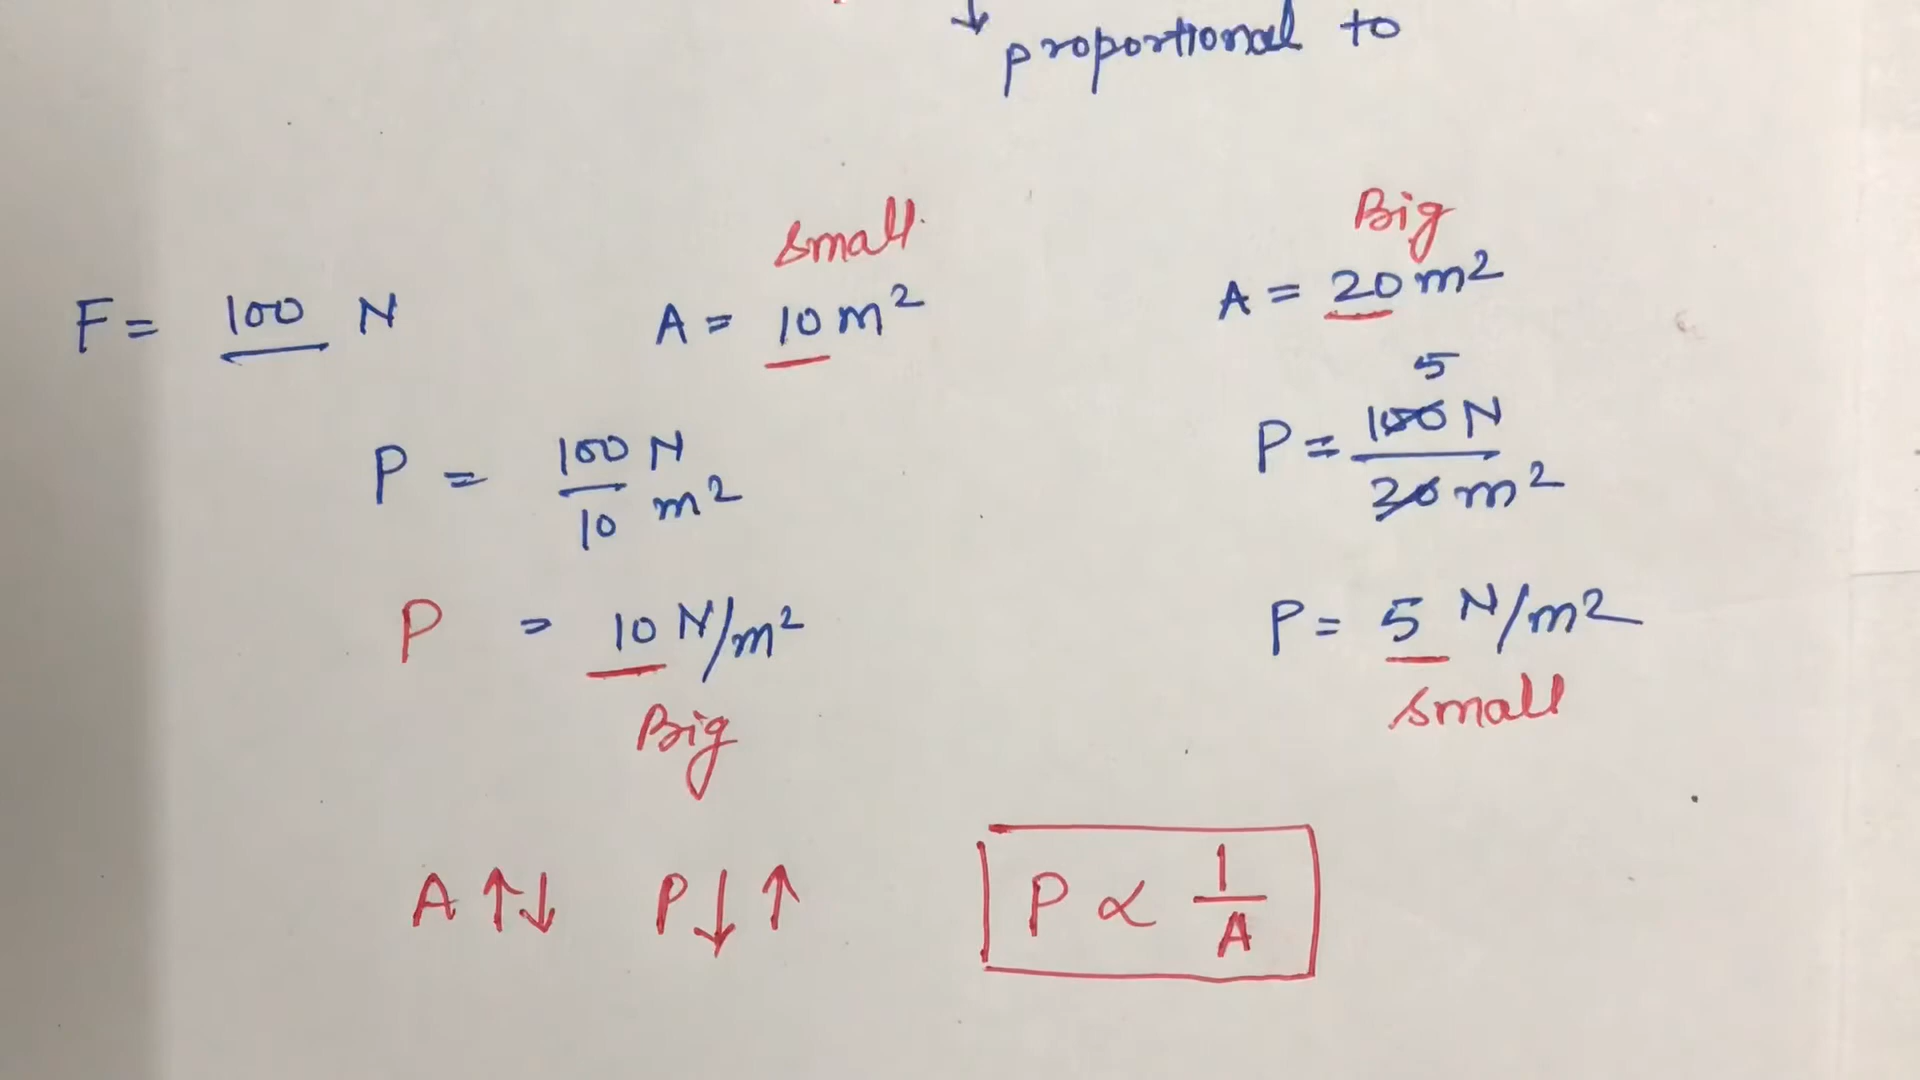 ↓ proportional to
small
Big
F = 100 N
A = 10 m²
A = 20 m²
P = 100 N / 10 m²
5
P = 100 N / 20 m²
P = 10 N/m²
P = 5 N/m²
Big
small
A ↑↓ P ↓↑
P ∝ 1/A